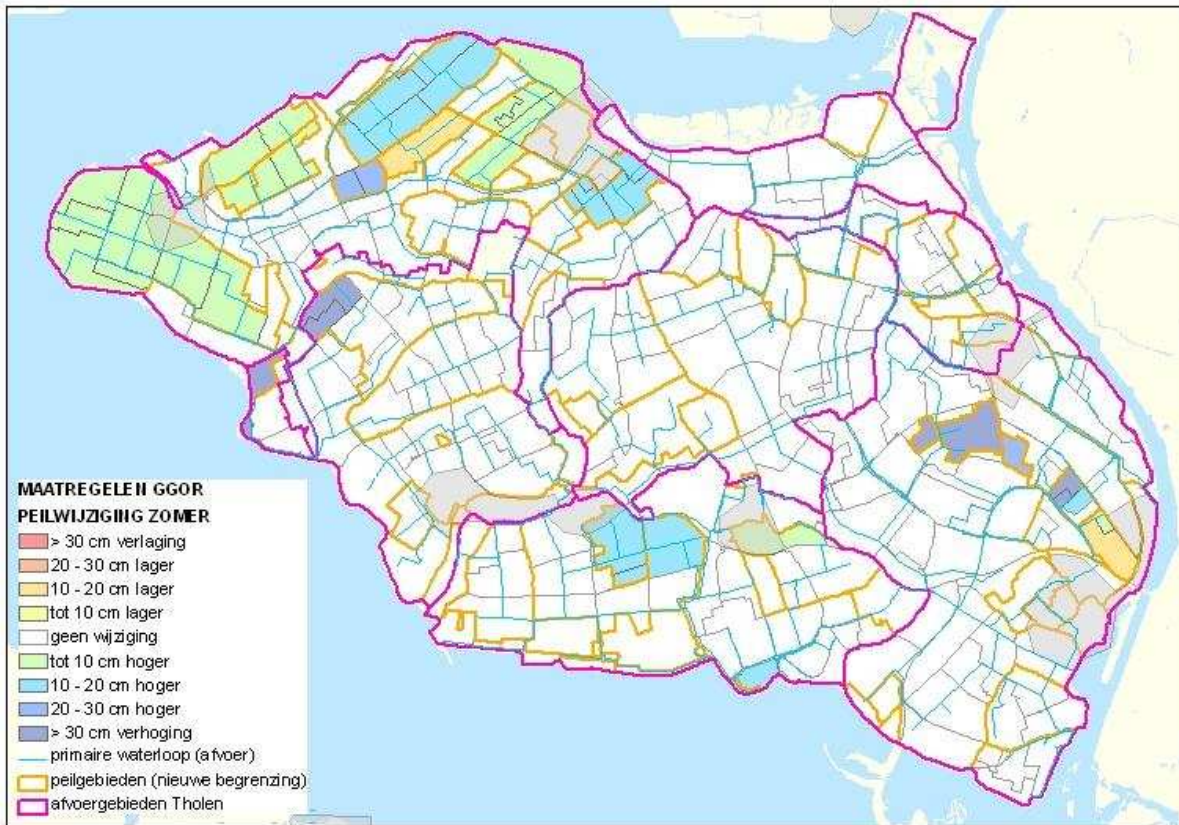 MAATREGELEN GGOR
PEILWIJZIGING ZOMER
> 30 cm verlaging
20 - 30 cm lager
10 - 20 cm lager
tot 10 cm lager
geen wijziging
tot 10 cm hoger
10 - 20 cm hoger
20 - 30 cm hoger
> 30 cm verhoging
primaire waterloop (afvoer)
peilgebieden (nieuwe begrenzing)
afvoergebieden Tholen